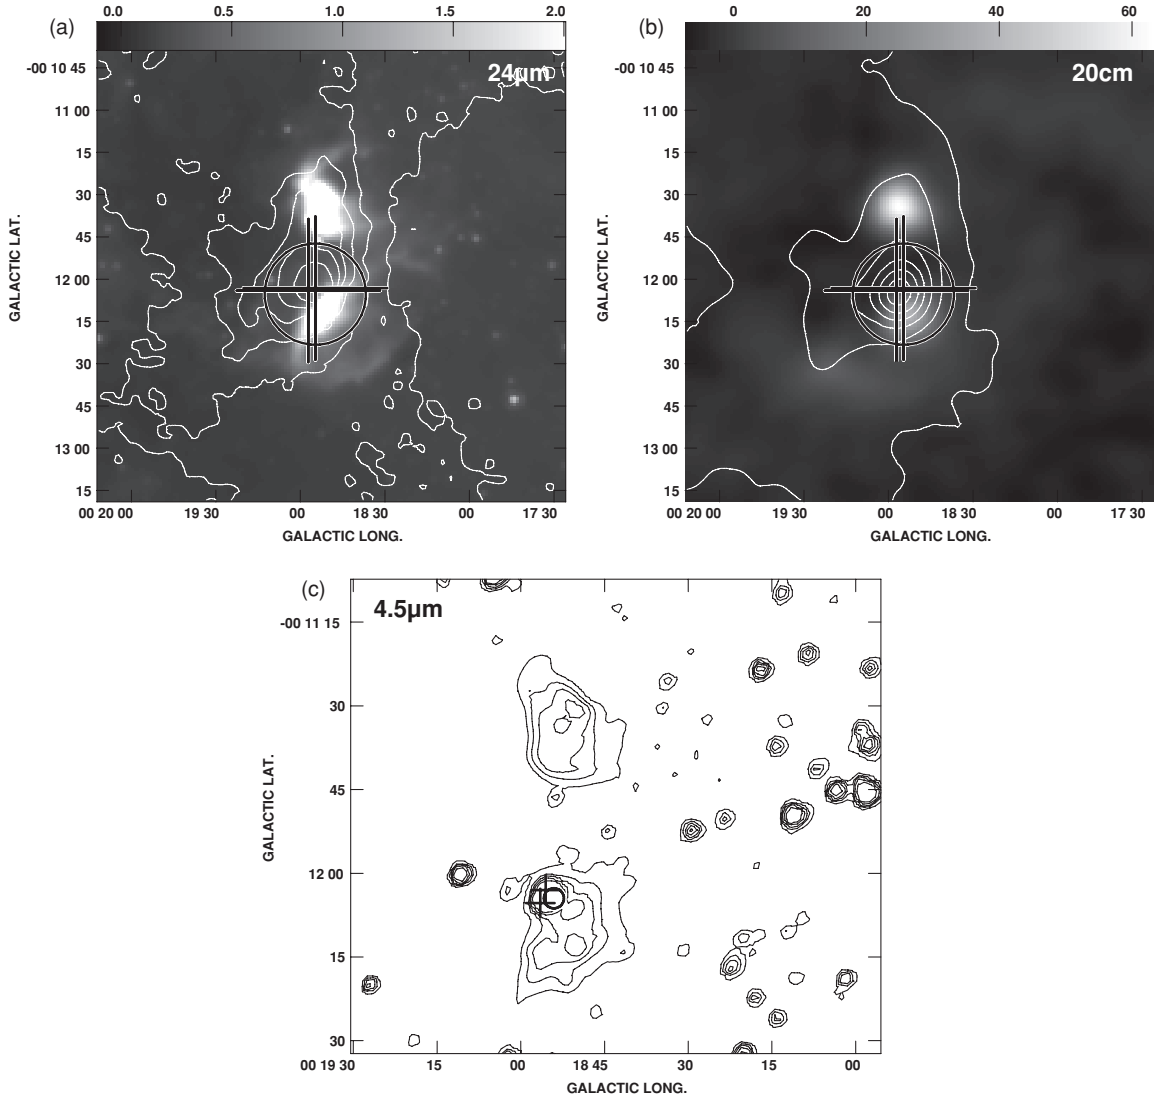 (a)
0.0 0.5 1.0 1.5 2.0
24μm
-00 10 45
11 00
15
30
45
12 00
15
30
45
13 00
15
GALACTIC LAT.
00 20 00 19 30 00 18 30 00 17 30
GALACTIC LONG.
(b)
0 20 40 60
20cm
-00 10 45
11 00
15
30
45
12 00
15
30
45
13 00
15
GALACTIC LAT.
00 20 00 19 30 00 18 30 00 17 30
GALACTIC LONG.
(c)
4.5μm
-00 11 15
30
45
12 00
15
30
GALACTIC LAT.
00 19 30 15 00 18 45 30 15 00
GALACTIC LONG.